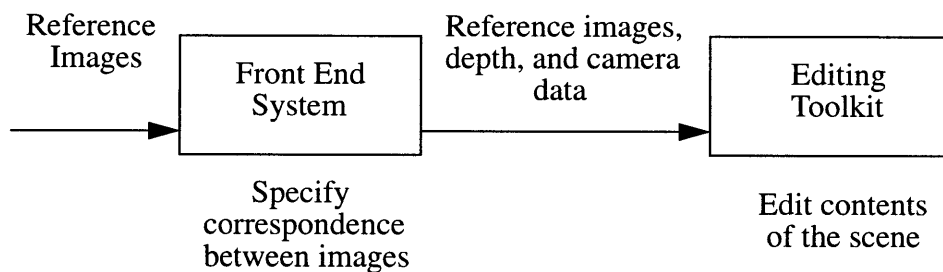 Reference
Images
Front End
System
Specify
correspondence
between images
Reference images,
depth, and camera
data
Editing
Toolkit
Edit contents
of the scene